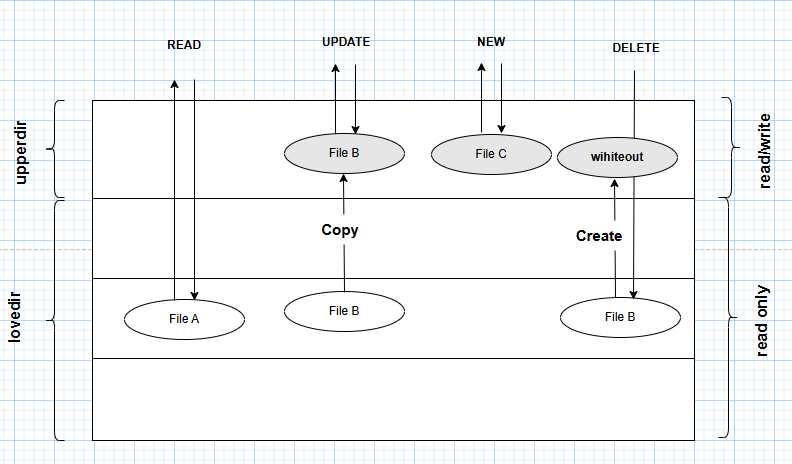 READ
UPDATE
NEW
DELETE
upperdir
File B
File C
wihiteout
read/write
Copy
Create
lovedir
File A
File B
File B
read only